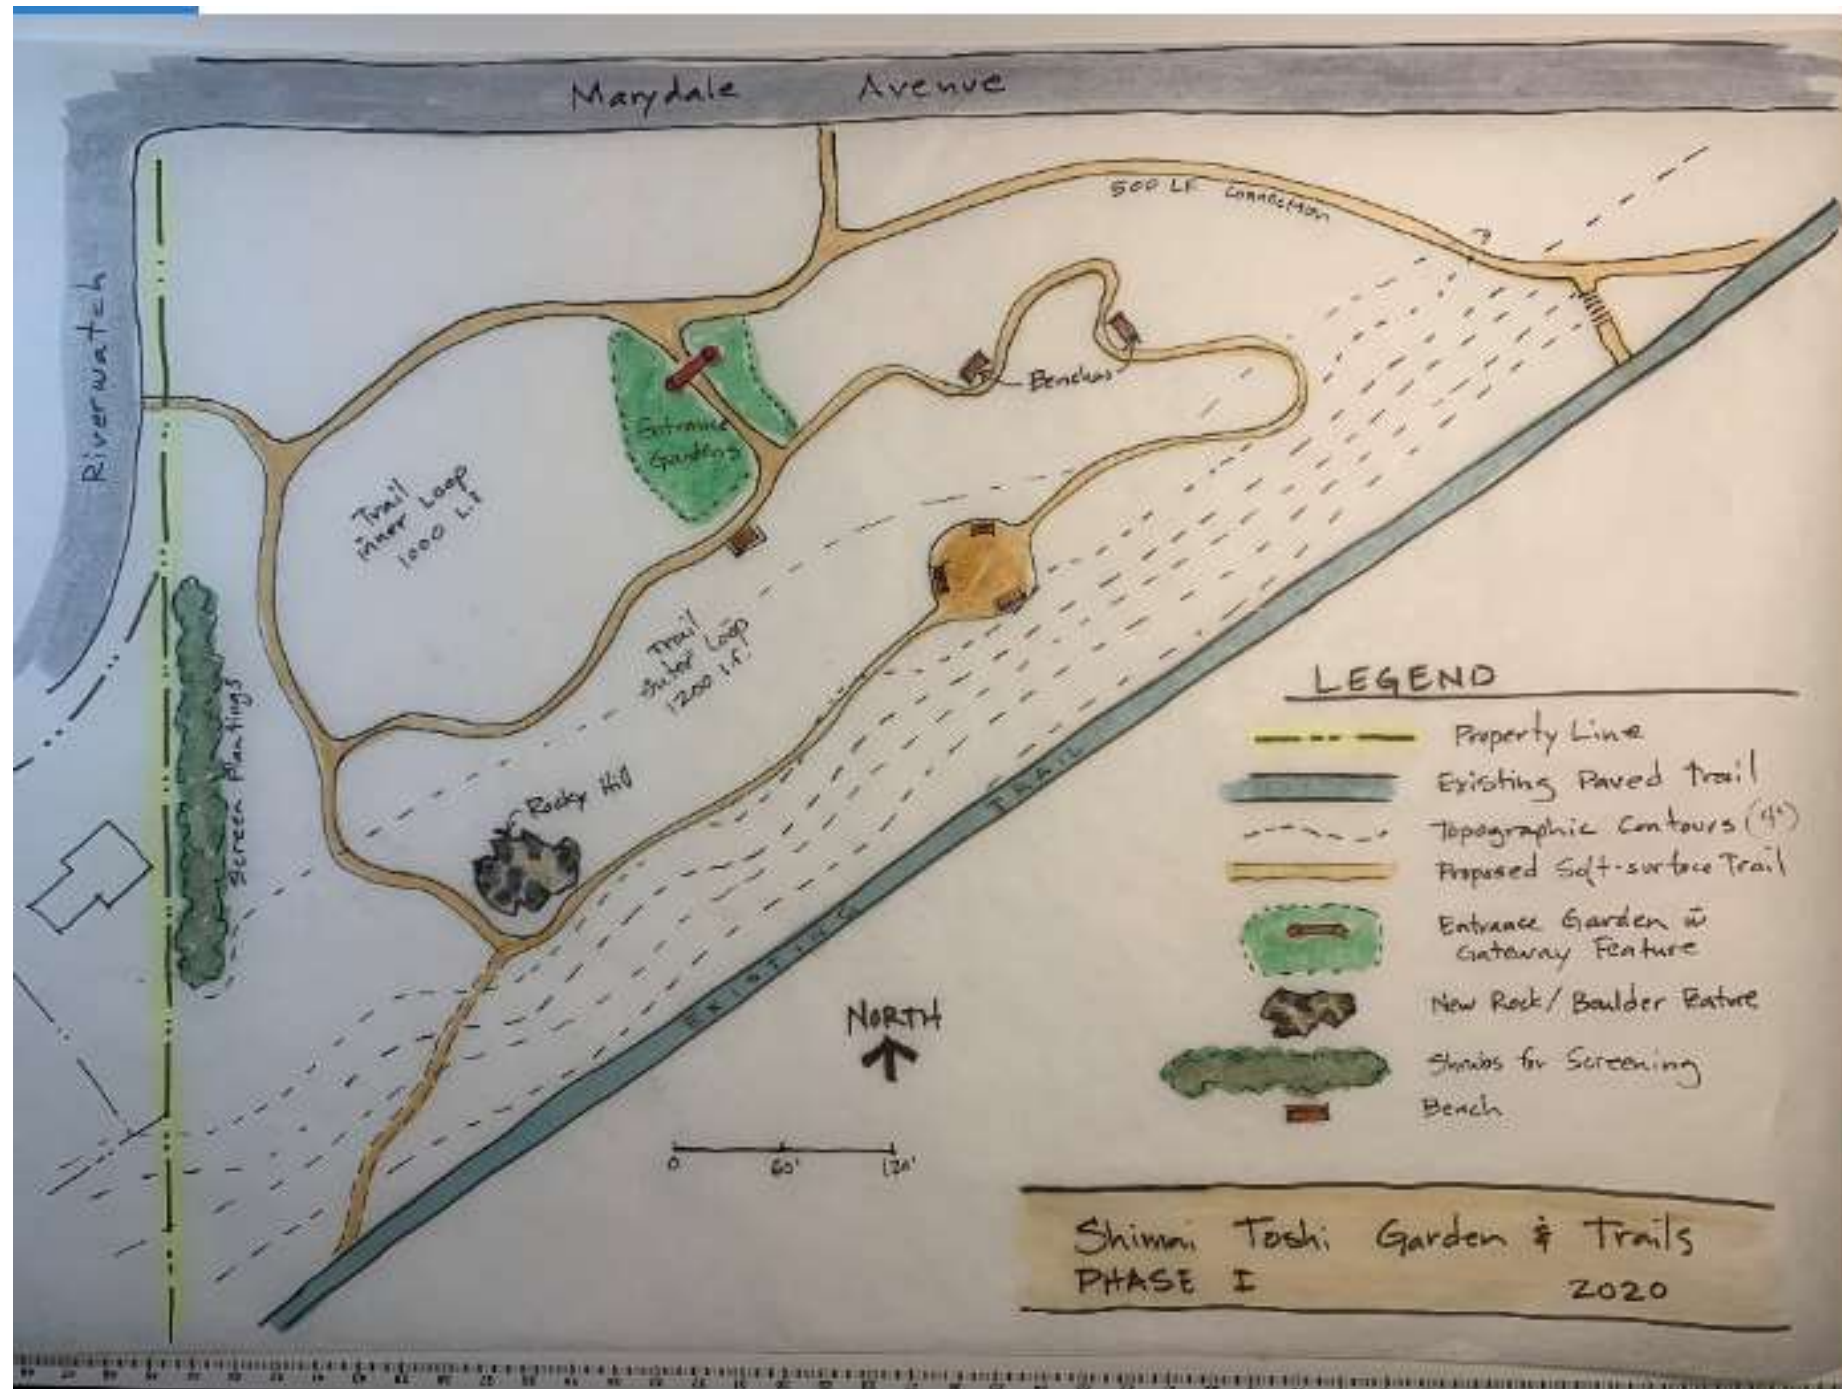 Marydale Avenue
Riverwatch
500 LF Connection
Benches
Entrance
Gardens
Trail
inner Loop
1000 L.F.
Trail
outer Loop
1200 L.F.
Screen Plantings
Rocky Hill
EXISTING TRAIL
NORTH
0 60' 120'
LEGEND
Property Line
Existing Paved Trail
Topographic Contours
Proposed Soft-surface Trail
Entrance Garden w
Gateway Feature
New Rock/Boulder Feature
Shrubs for Screening
Bench
Shimai Toshi Garden & Trails
PHASE I 2020